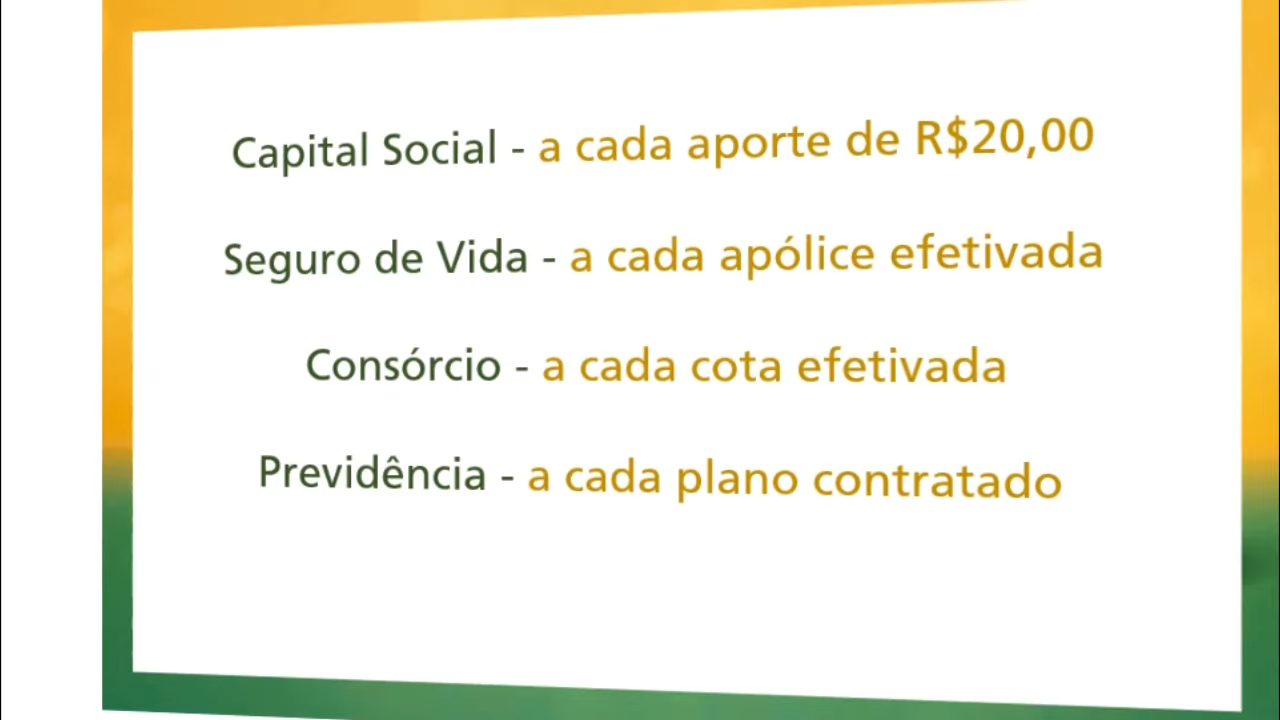 Capital Social - a cada aporte de R$20,00
Seguro de Vida - a cada apólice efetivada
Consórcio - a cada cota efetivada
Previdência - a cada plano contratado